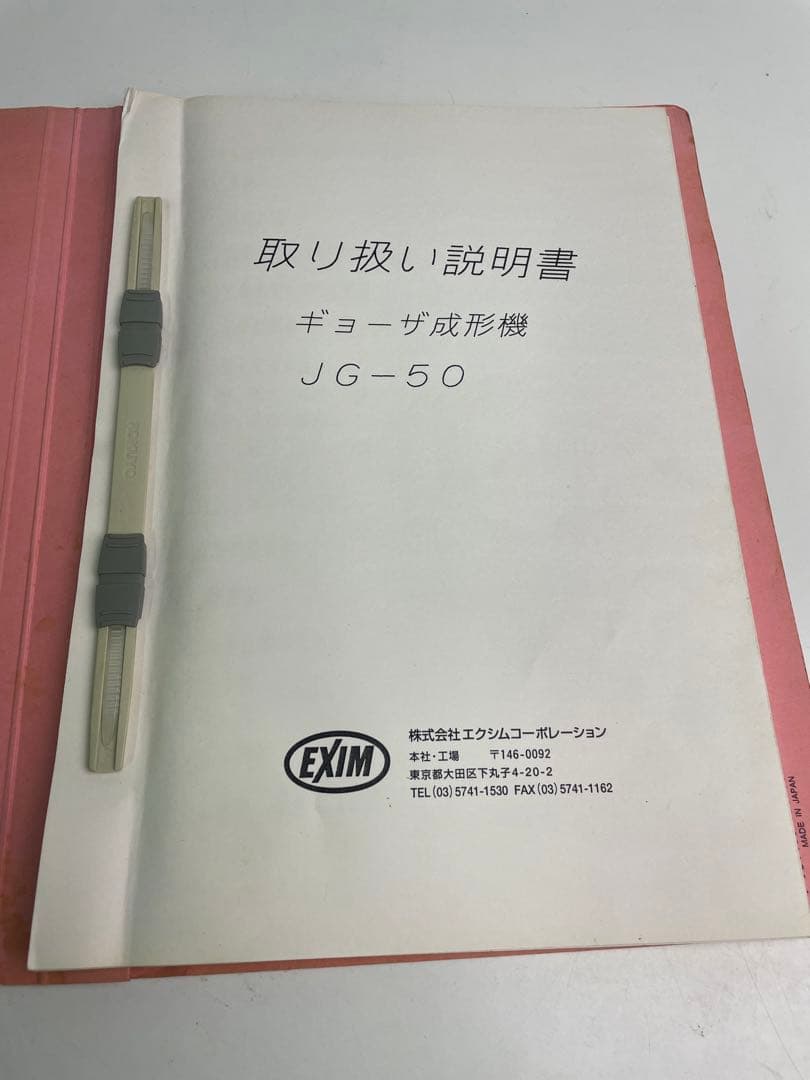 取り扱い説明書
ギョーザ成形機
JG-50
KOKUYO
EXIM
株式会社エクシムコーポレーション
本社・工場 〒146-0092
東京都大田区下丸子4-20-2
TEL(03)5741-1530 FAX(03)5741-1162
MADE IN JAPAN